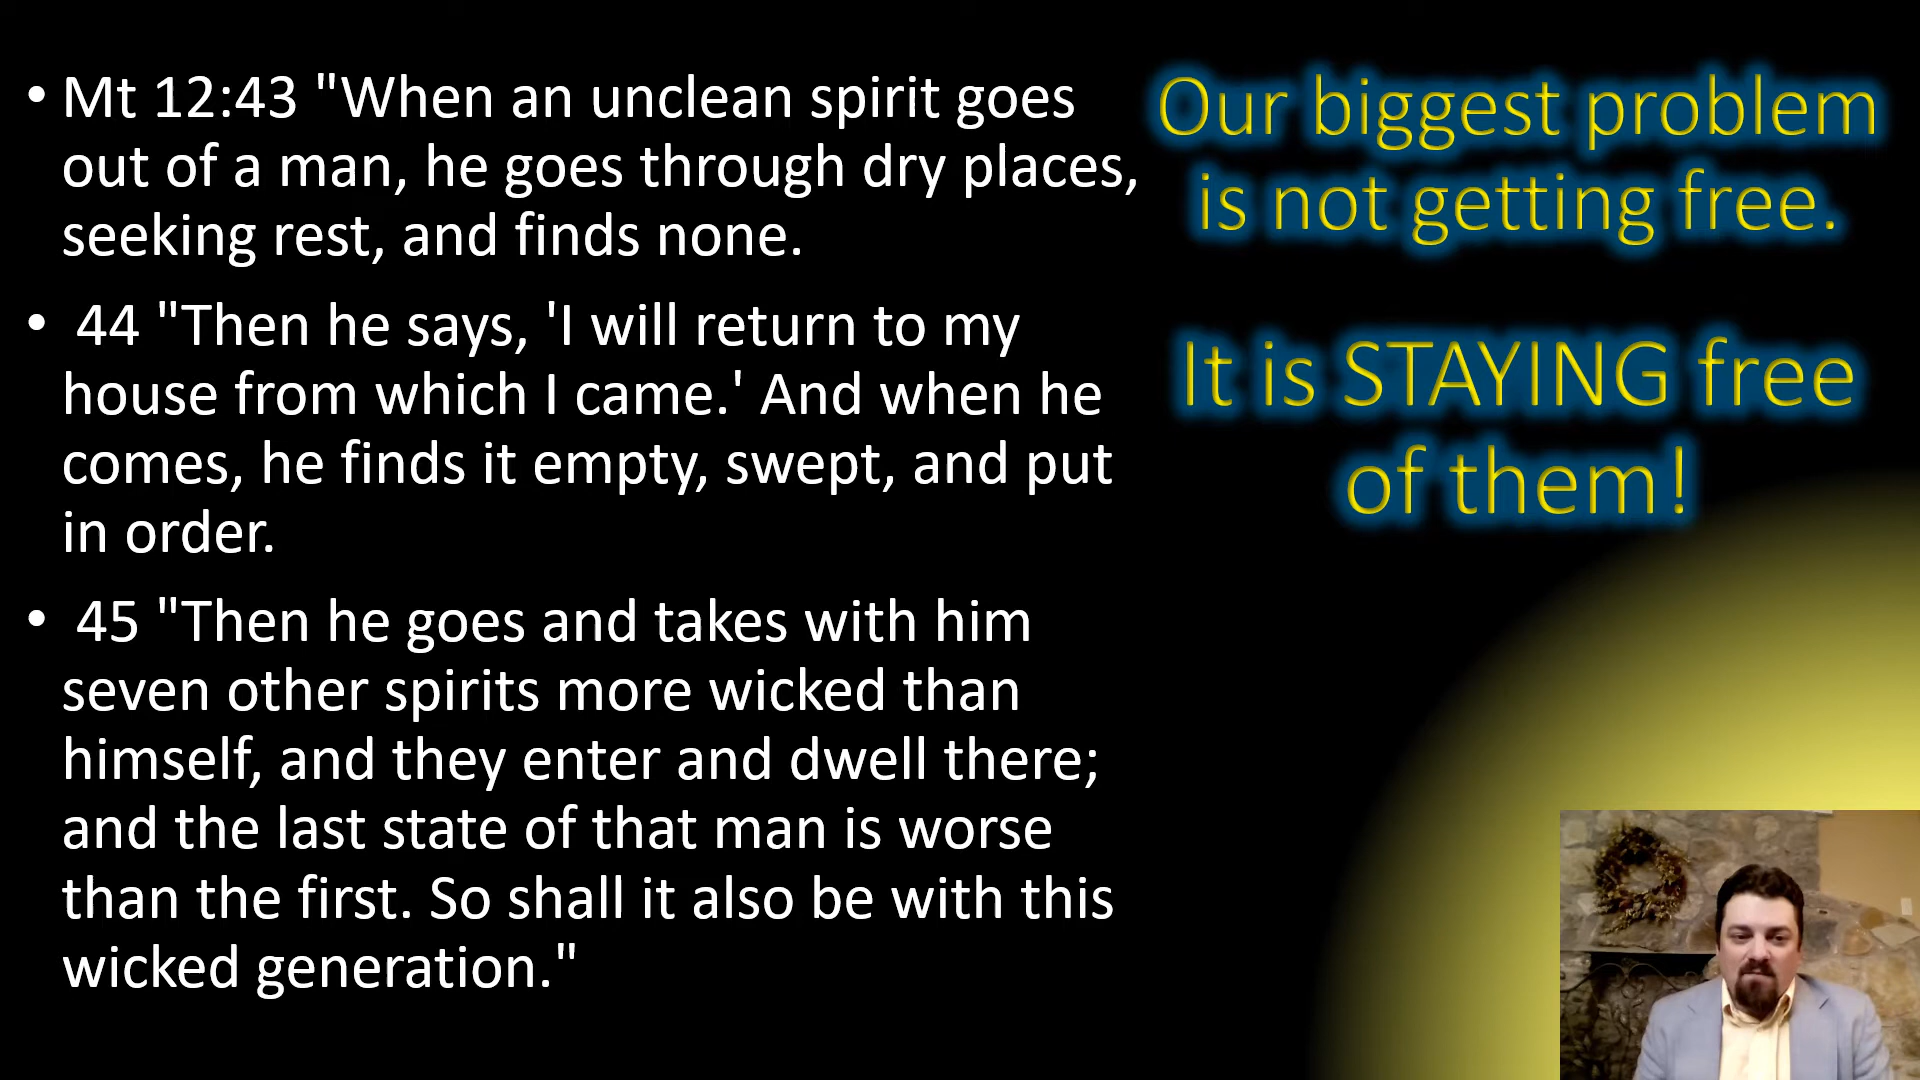 • Mt 12:43 "When an unclean spirit goes
out of a man, he goes through dry places,
seeking rest, and finds none.
• 44 "Then he says, 'I will return to my
house from which I came.' And when he
comes, he finds it empty, swept, and put
in order.
• 45 "Then he goes and takes with him
seven other spirits more wicked than
himself, and they enter and dwell there;
and the last state of that man is worse
than the first. So shall it also be with this
wicked generation."
Our biggest problem
is not getting free.
It is STAYING free
of them!